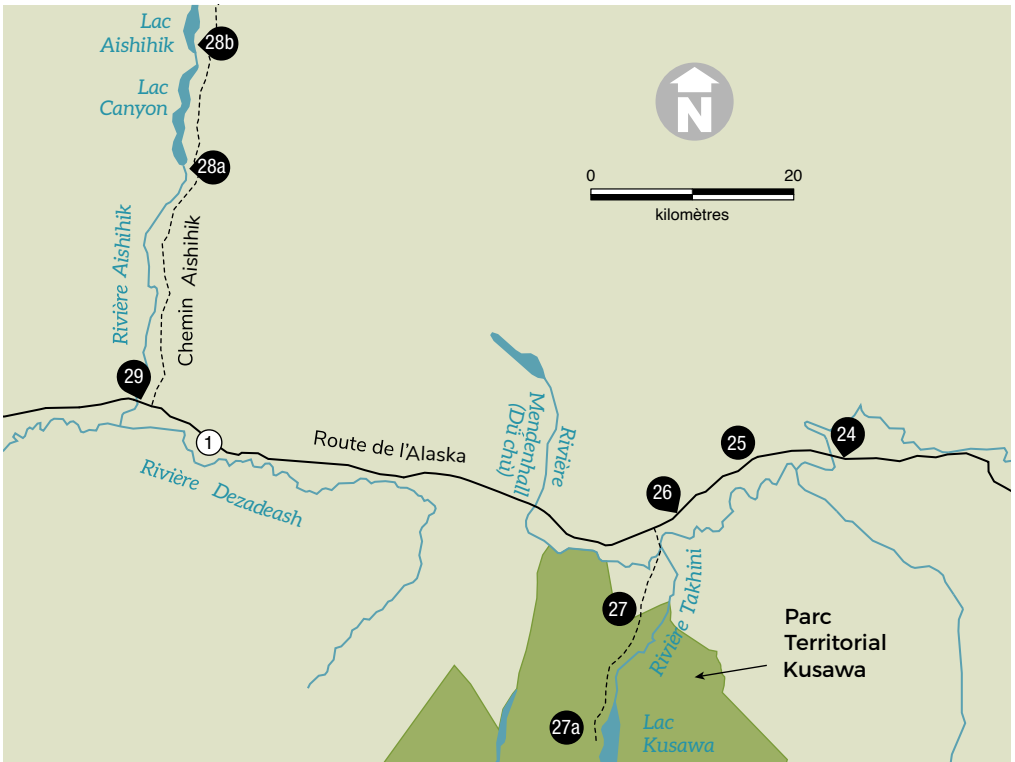 Lac
Aishihik
28b
Lac
Canyon
N
0
20
kilomètres
28a
Rivière Aishihik
Chemin Aishihik
29
1
Route de l'Alaska
Rivière Dezadeash
Rivière
Mendenhall
(Dǘ chù)
25
24
26
27
Rivière Takhini
Parc
Territorial
Kusawa
27a
Lac
Kusawa